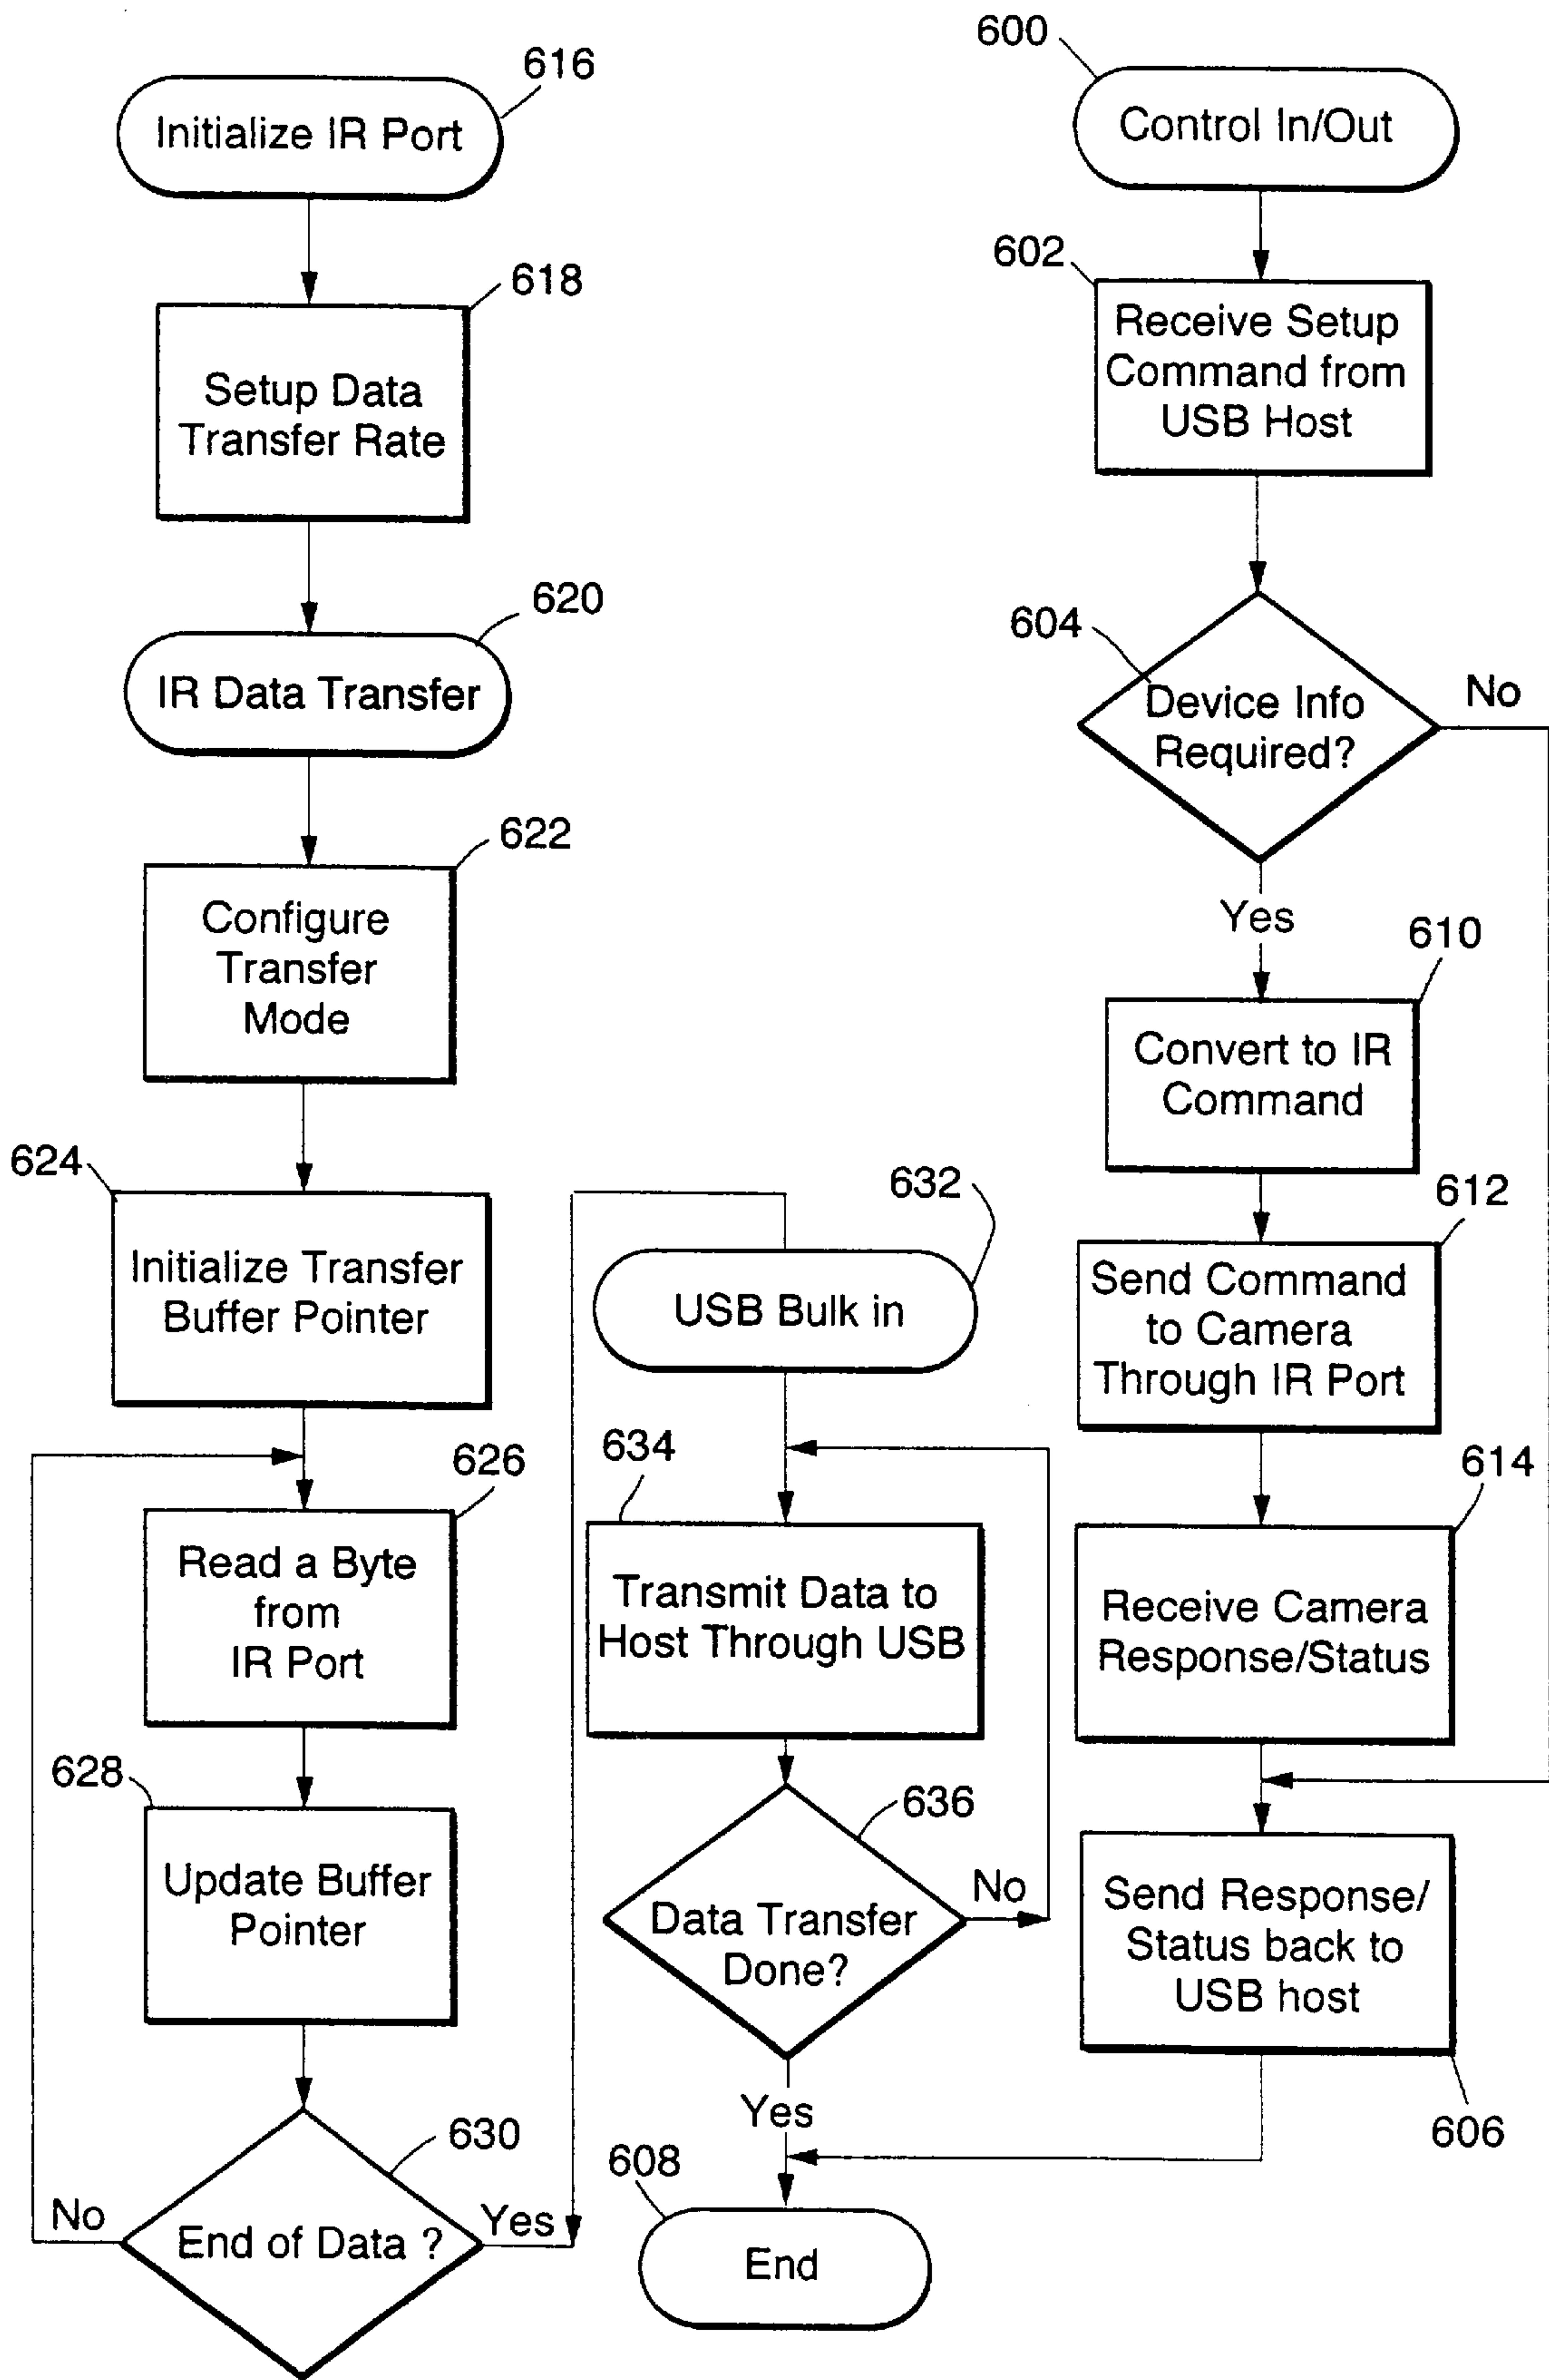 616
Initialize IR Port
618
Setup Data
Transfer Rate
620
IR Data Transfer
622
Configure
Transfer
Mode
624
Initialize Transfer
Buffer Pointer
626
Read a Byte
from
IR Port
628
Update Buffer
Pointer
630
End of Data ?
No
Yes
632
USB Bulk in
634
Transmit Data to
Host Through USB
636
Data Transfer
Done?
No
Yes
608
End
600
Control In/Out
602
Receive Setup
Command from
USB Host
604
Device Info
Required?
No
Yes
610
Convert to IR
Command
612
Send Command
to Camera
Through IR Port
614
Receive Camera
Response/Status
Send Response/
Status back to
USB host
606